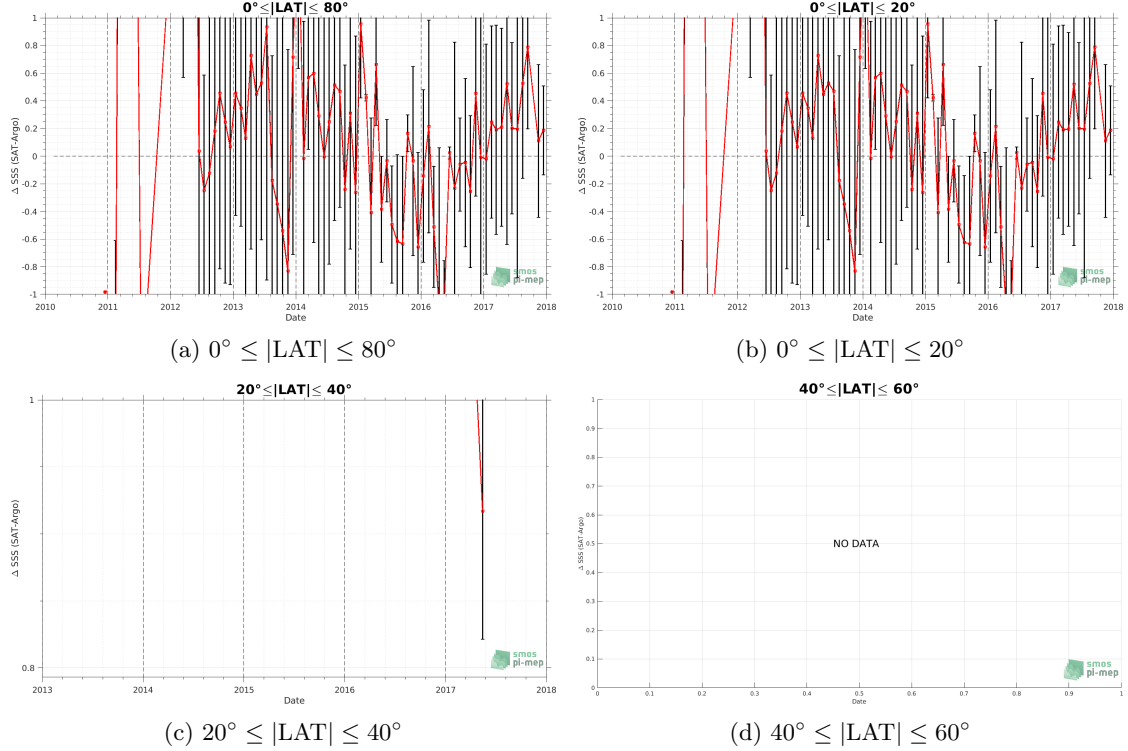 0°≤|LAT|≤ 80°
1
0.8
0.6
0.4
0.2
0
-0.2
-0.4
-0.6
-0.8
-1
Δ SSS (SAT-Argo)
2010 2011 2012 2013 2014 2015 2016 2017 2018
Date
smos
pi-mep
(a) 0° ≤ |LAT| ≤ 80°
0°≤|LAT|≤ 20°
1
0.8
0.6
0.4
0.2
0
-0.2
-0.4
-0.6
-0.8
-1
Δ SSS (SAT-Argo)
2010 2011 2012 2013 2014 2015 2016 2017 2018
Date
smos
pi-mep
(b) 0° ≤ |LAT| ≤ 20°
20°≤|LAT|≤ 40°
1
0.8
Δ SSS (SAT-Argo)
2013 2014 2015 2016 2017 2018
Date
smos
pi-mep
(c) 20° ≤ |LAT| ≤ 40°
40°≤|LAT|≤ 60°
1
0.9
0.8
0.7
0.6
0.5
0.4
0.3
0.2
0.1
0
Δ SSS (SAT-Argo)
NO DATA
0 0.1 0.2 0.3 0.4 0.5 0.6 0.7 0.8 0.9 1
Date
smos
pi-mep
(d) 40° ≤ |LAT| ≤ 60°